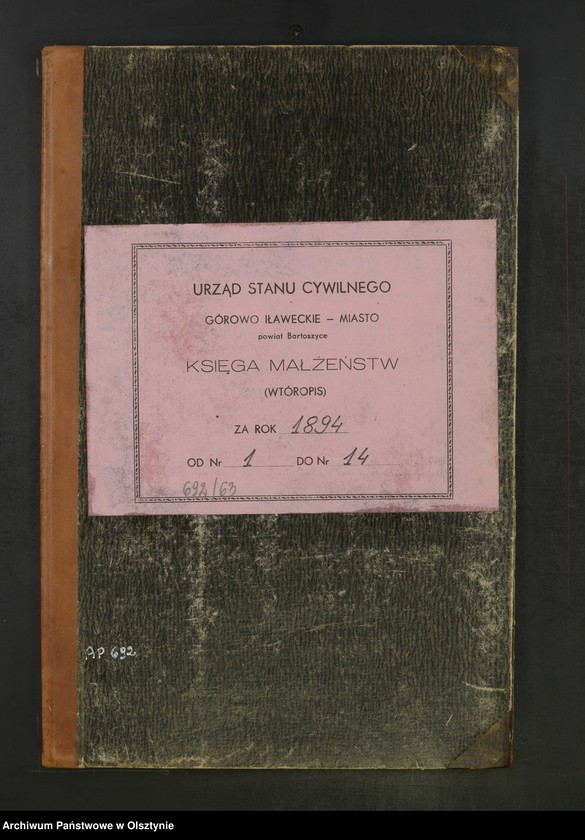 URZĄD STANU CYWILNEGO
GÓROWO IŁAWECKIE – MIASTO
powiat Bartoszyce
KSIĘGA MAŁŻEŃSTW
(WTÓROPIS)
ZA ROK 1894
OD Nr 1 DO Nr 14
692/63
AP 692
Archiwum Państwowe w Olsztynie